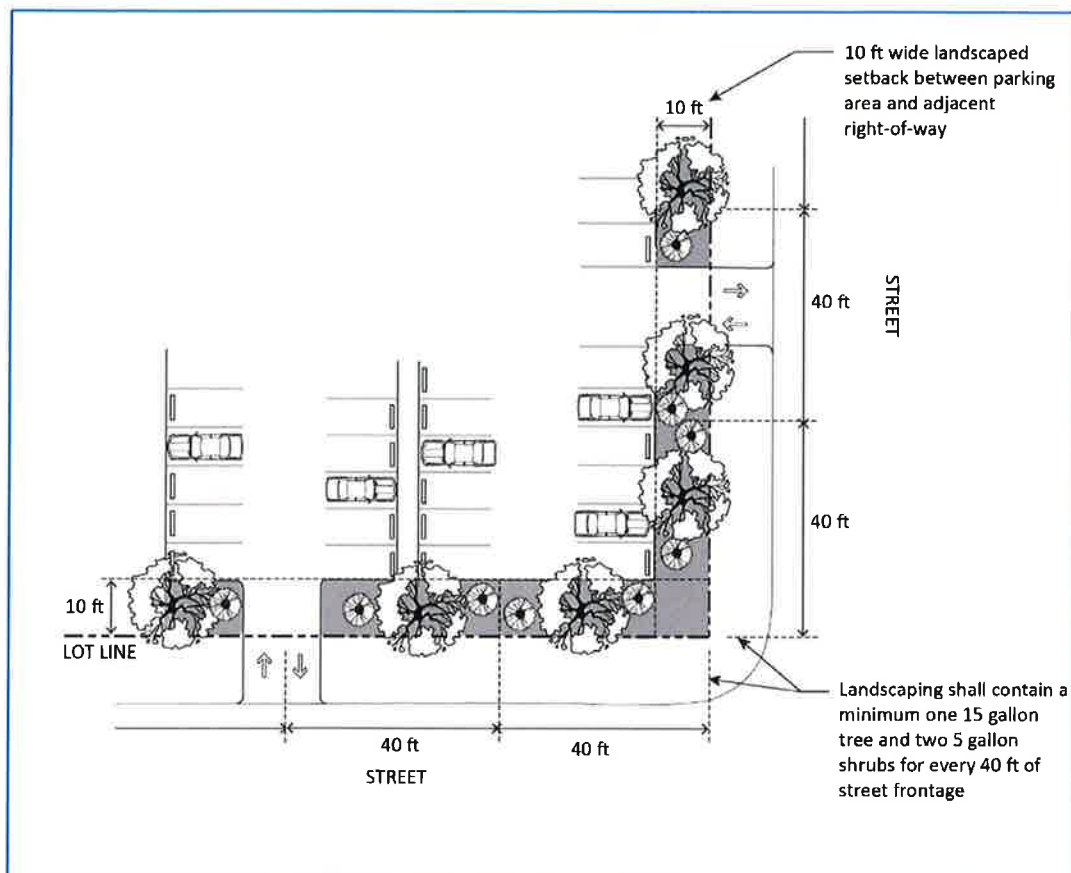 10 ft wide landscaped
setback between parking
area and adjacent
right-of-way
10 ft
40 ft
STREET
40 ft
10 ft
LOT LINE
Landscaping shall contain a
minimum one 15 gallon
tree and two 5 gallon
shrubs for every 40 ft of
street frontage
40 ft
40 ft
STREET